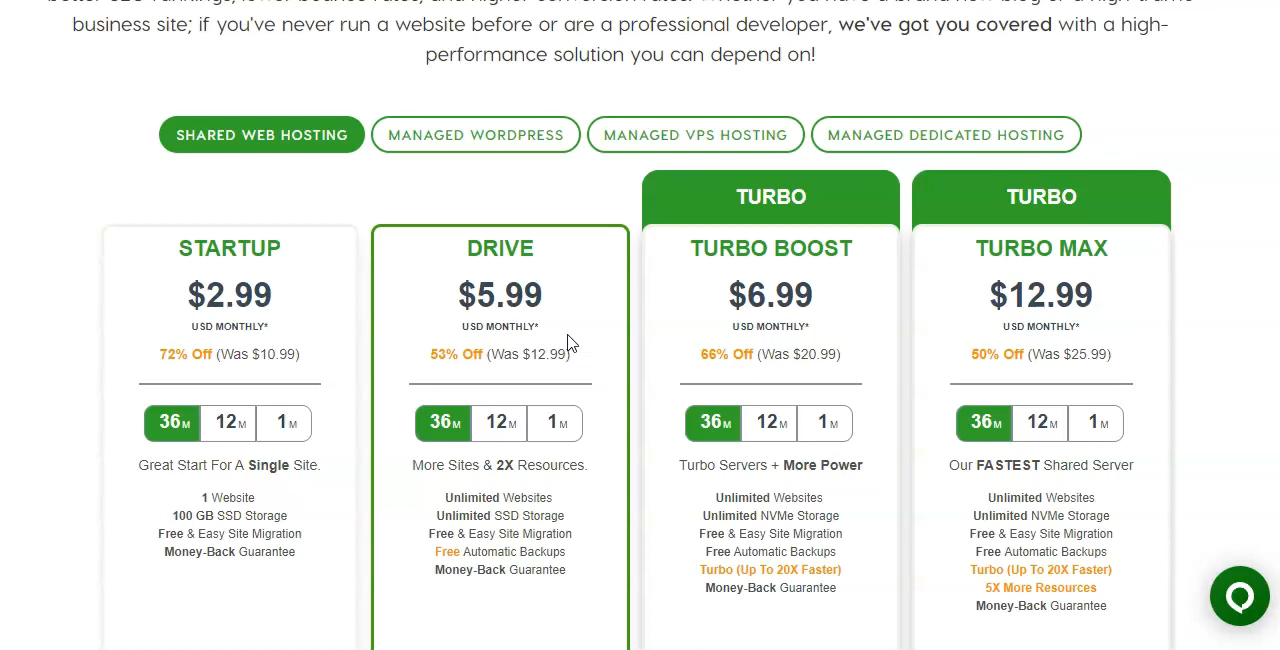 business site; if you've never run a website before or are a professional developer, we've got you covered with a high-
performance solution you can depend on!
SHARED WEB HOSTING
MANAGED WORDPRESS
MANAGED VPS HOSTING
MANAGED DEDICATED HOSTING
TURBO
TURBO
STARTUP
$2.99
USD MONTHLY*
72% Off (Was $10.99)
36M 12M 1M
Great Start For A Single Site.
1 Website
100 GB SSD Storage
Free & Easy Site Migration
Money-Back Guarantee
DRIVE
$5.99
USD MONTHLY*
53% Off (Was $12.99)
36M 12M 1M
More Sites & 2X Resources.
Unlimited Websites
Unlimited SSD Storage
Free & Easy Site Migration
Free Automatic Backups
Money-Back Guarantee
TURBO BOOST
$6.99
USD MONTHLY*
66% Off (Was $20.99)
36M 12M 1M
Turbo Servers + More Power
Unlimited Websites
Unlimited NVMe Storage
Free & Easy Site Migration
Free Automatic Backups
Turbo (Up To 20X Faster)
Money-Back Guarantee
TURBO MAX
$12.99
USD MONTHLY*
50% Off (Was $25.99)
36M 12M 1M
Our FASTEST Shared Server
Unlimited Websites
Unlimited NVMe Storage
Free & Easy Site Migration
Free Automatic Backups
Turbo (Up To 20X Faster)
5X More Resources
Money-Back Guarantee